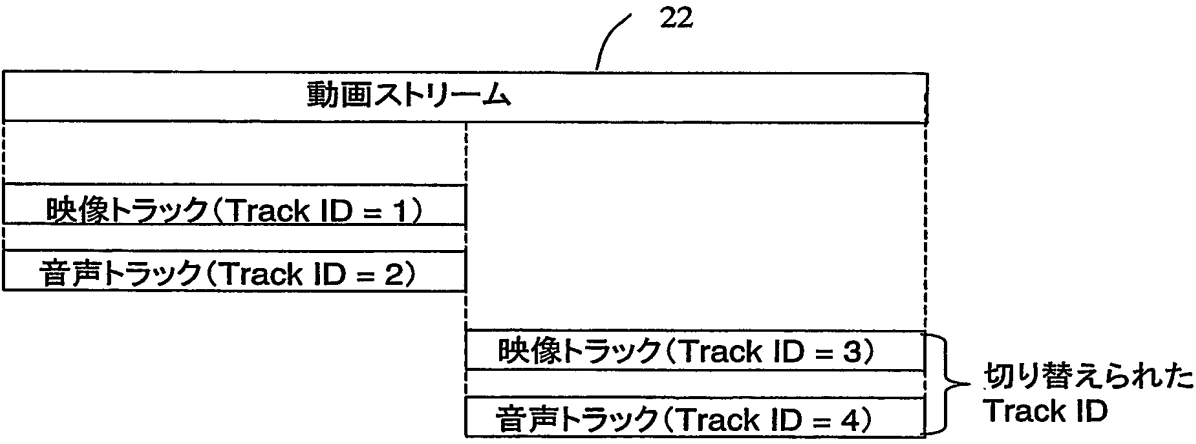 22
動画ストリーム
映像トラック(Track ID = 1)
音声トラック(Track ID = 2)
映像トラック(Track ID = 3)
音声トラック(Track ID = 4)
切り替えられた
Track ID